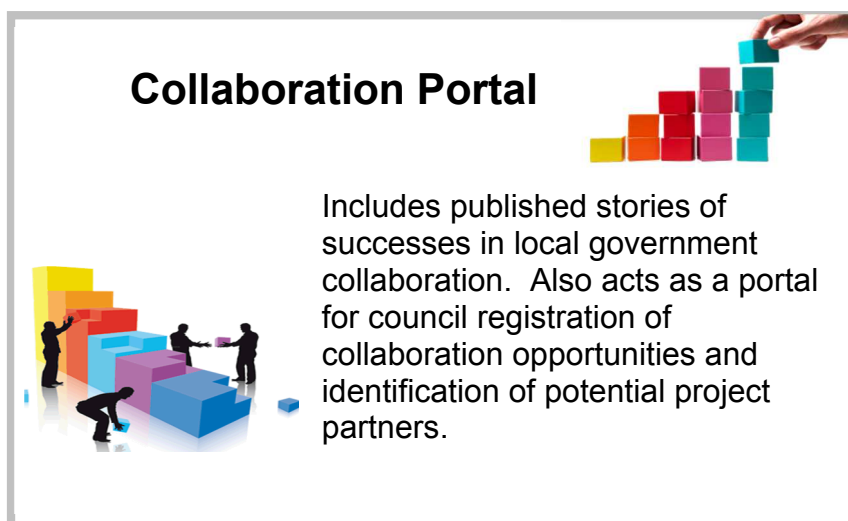 Collaboration Portal
Includes published stories of
successes in local government
collaboration.  Also acts as a portal
for council registration of
collaboration opportunities and
identification of potential project
partners.